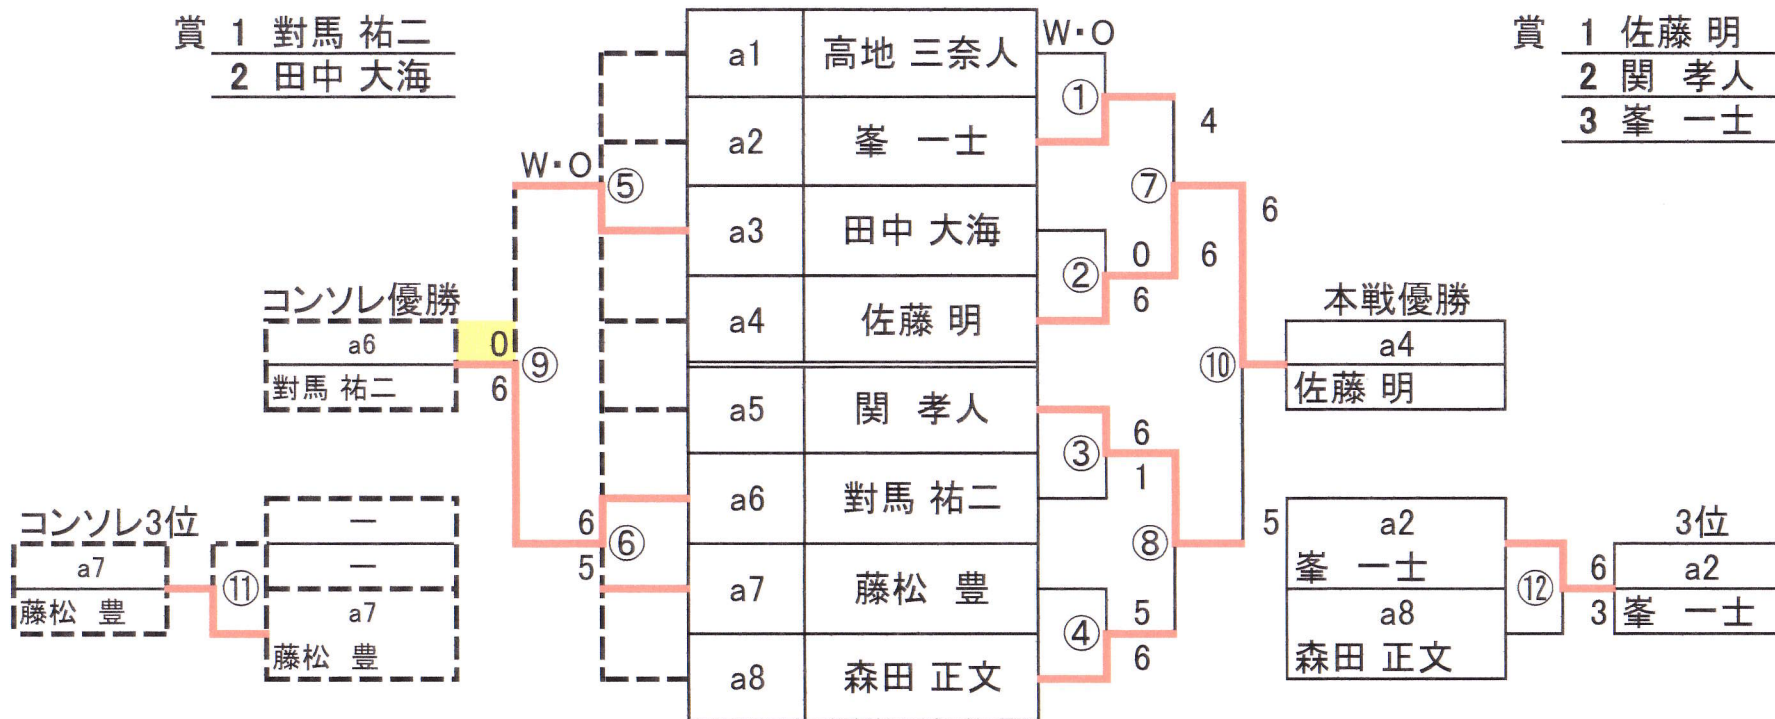 賞 1 對馬 祐二
2 田中 大海
賞 1 佐藤 明
2 関 孝人
3 峯 一士
W・O
a1 高地 三奈人
①
a2 峯 一士
4
W・O
⑤
⑦
a3 田中 大海
6
②
0
6
6
a4 佐藤 明
コンソレ優勝
a6
對馬 祐二
0
6
⑨
⑩
本戦優勝
a4
佐藤 明
a5 関 孝人
③
6
1
a6 對馬 祐二
6
5
⑥
⑧
5
a7 藤松 豊
④
5
6
a8 森田 正文
コンソレ3位
a7
藤松 豊
⑪
—
—
a7
藤松 豊
a2
峯 一士
a8
森田 正文
⑫
6
3
3位
a2
峯 一士